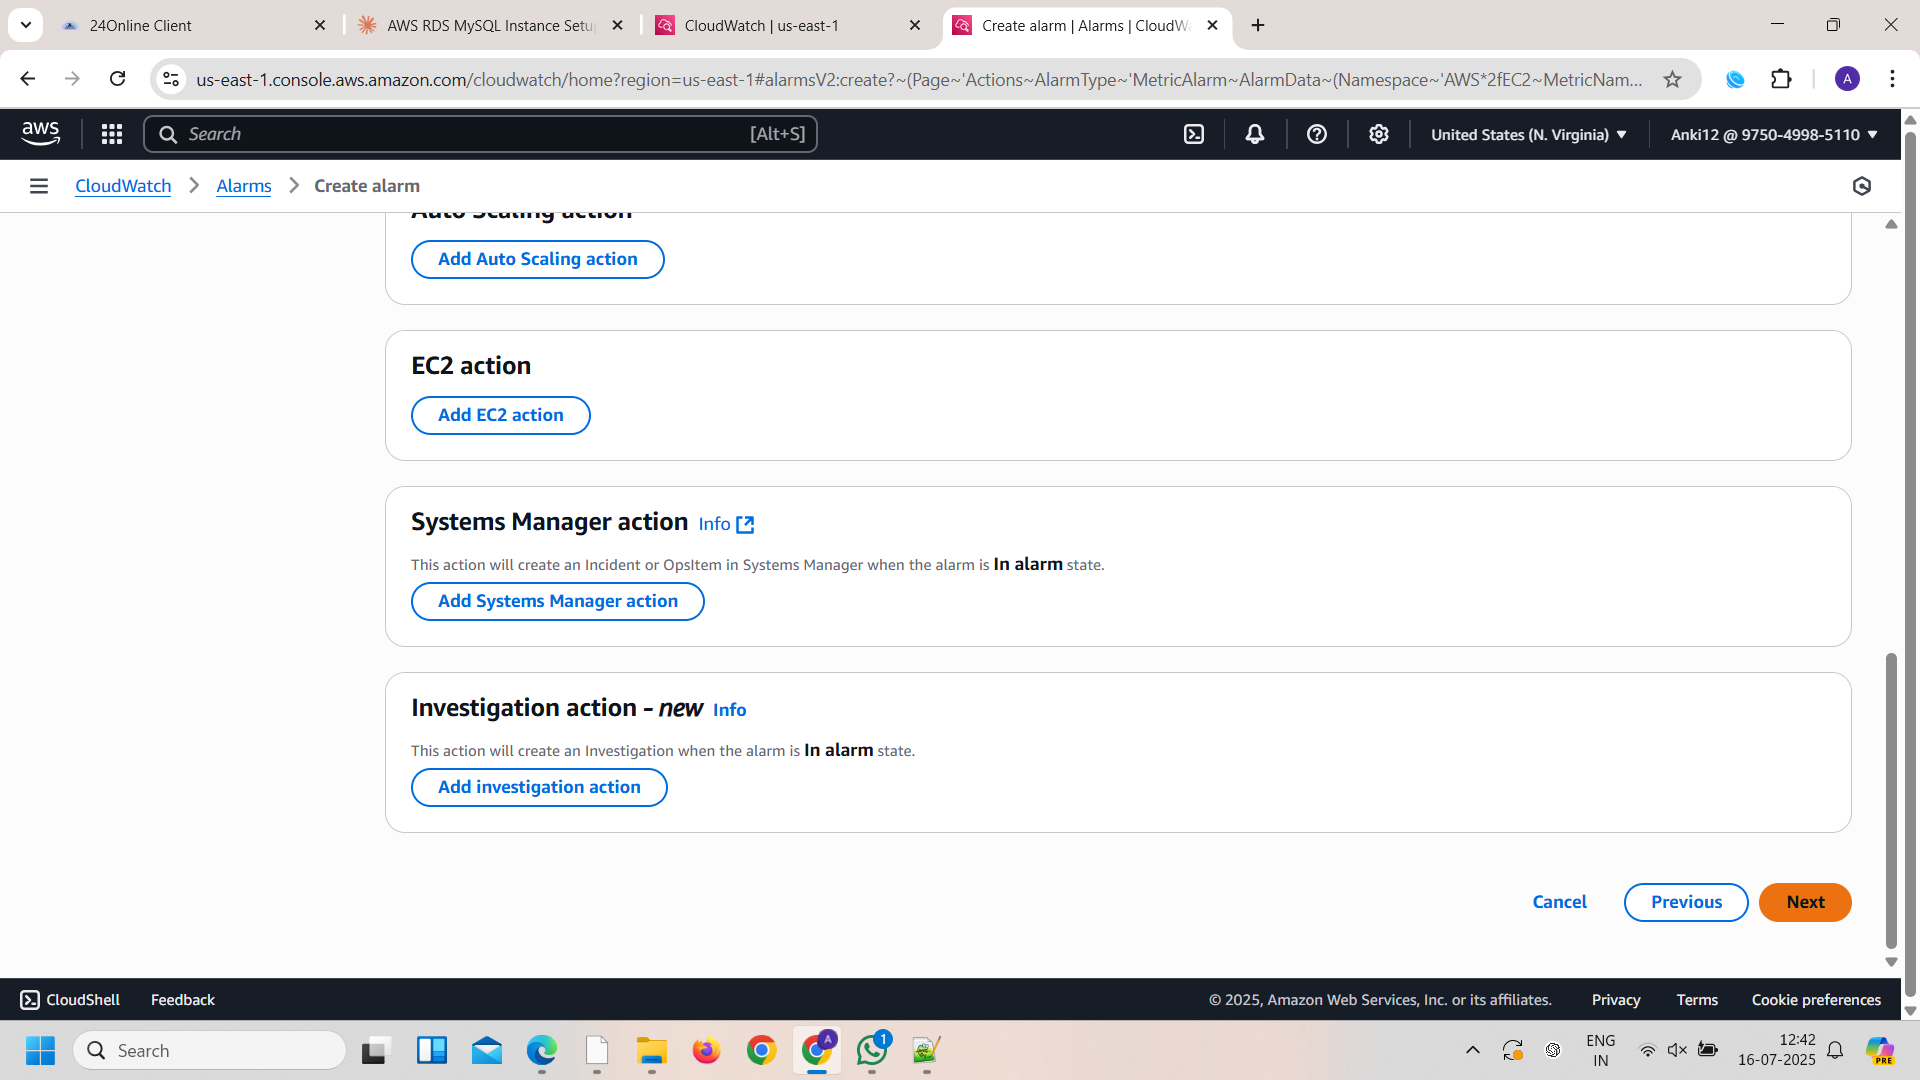 24Online Client
AWS RDS MySQL Instance Setu
CloudWatch | us-east-1
Create alarm | Alarms | CloudWa
us-east-1.console.aws.amazon.com/cloudwatch/home?region=us-east-1#alarmsV2:create?~(Page~'Actions~AlarmType~'MetricAlarm~AlarmData~(Namespace~'AWS*2fEC2~MetricNam...
A
aws
Search
[Alt+S]
United States (N. Virginia)
Anki12 @ 9750-4998-5110
CloudWatch
Alarms
Create alarm
Auto Scaling action
Add Auto Scaling action
EC2 action
Add EC2 action
Systems Manager action Info
This action will create an Incident or OpsItem in Systems Manager when the alarm is In alarm state.
Add Systems Manager action
Investigation action - new Info
This action will create an Investigation when the alarm is In alarm state.
Add investigation action
Cancel
Previous
Next
CloudShell
Feedback
© 2025, Amazon Web Services, Inc. or its affiliates.
Privacy
Terms
Cookie preferences
Search
A
1
ENG
IN
12:42
16-07-2025
PRE